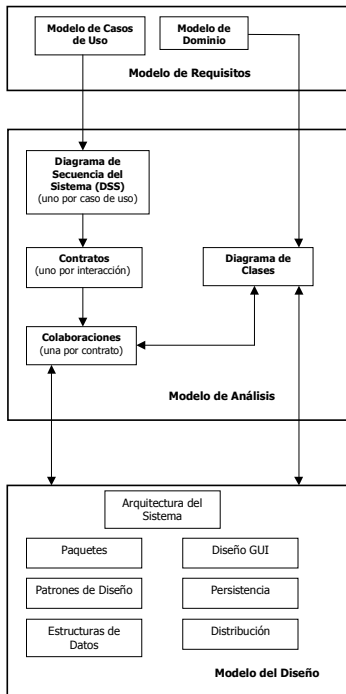 Modelo de Casos
de Uso
Modelo de
Dominio
Modelo de Requisitos
Diagrama de
Secuencia del
Sistema (DSS)
(uno por caso de uso)
Contratos
(uno por interacción)
Diagrama de
Clases
Colaboraciones
(una por contrato)
Modelo de Análisis
Arquitectura del
Sistema
Paquetes
Diseño GUI
Patrones de Diseño
Persistencia
Estructuras de
Datos
Distribución
Modelo del Diseño